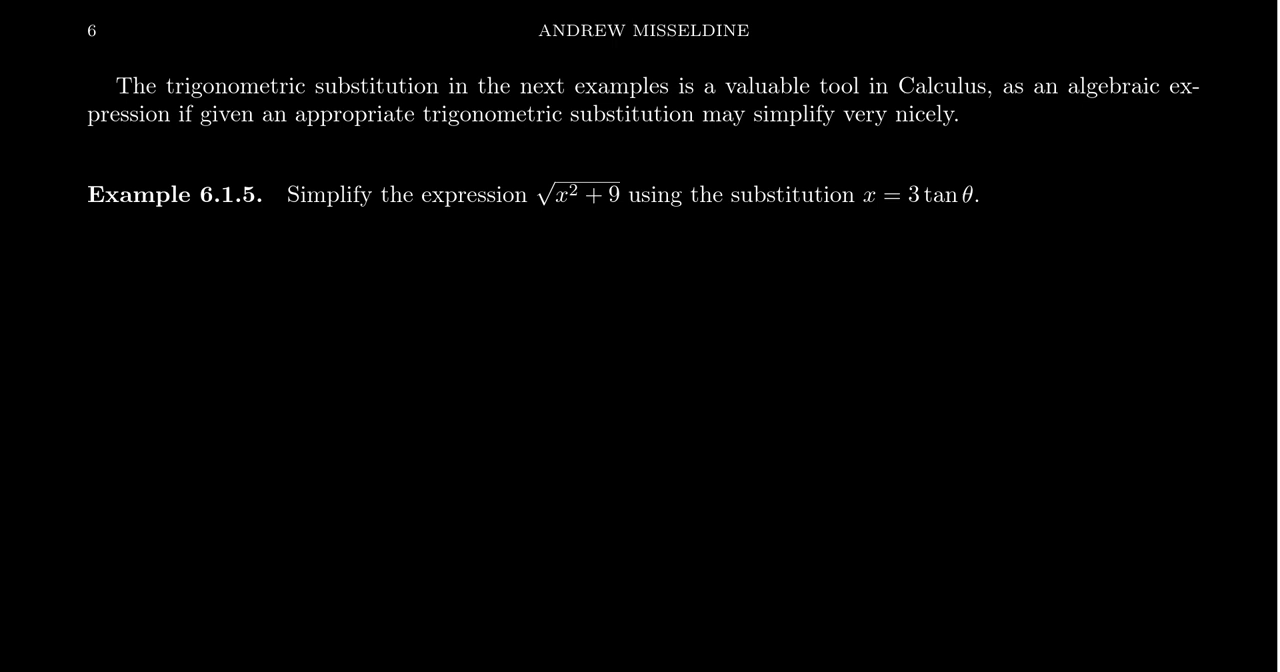 6
ANDREW MISSELDINE
The trigonometric substitution in the next examples is a valuable tool in Calculus, as an algebraic ex-
pression if given an appropriate trigonometric substitution may simplify very nicely.
Example 6.1.5. Simplify the expression √x² + 9 using the substitution x = 3 tan θ.